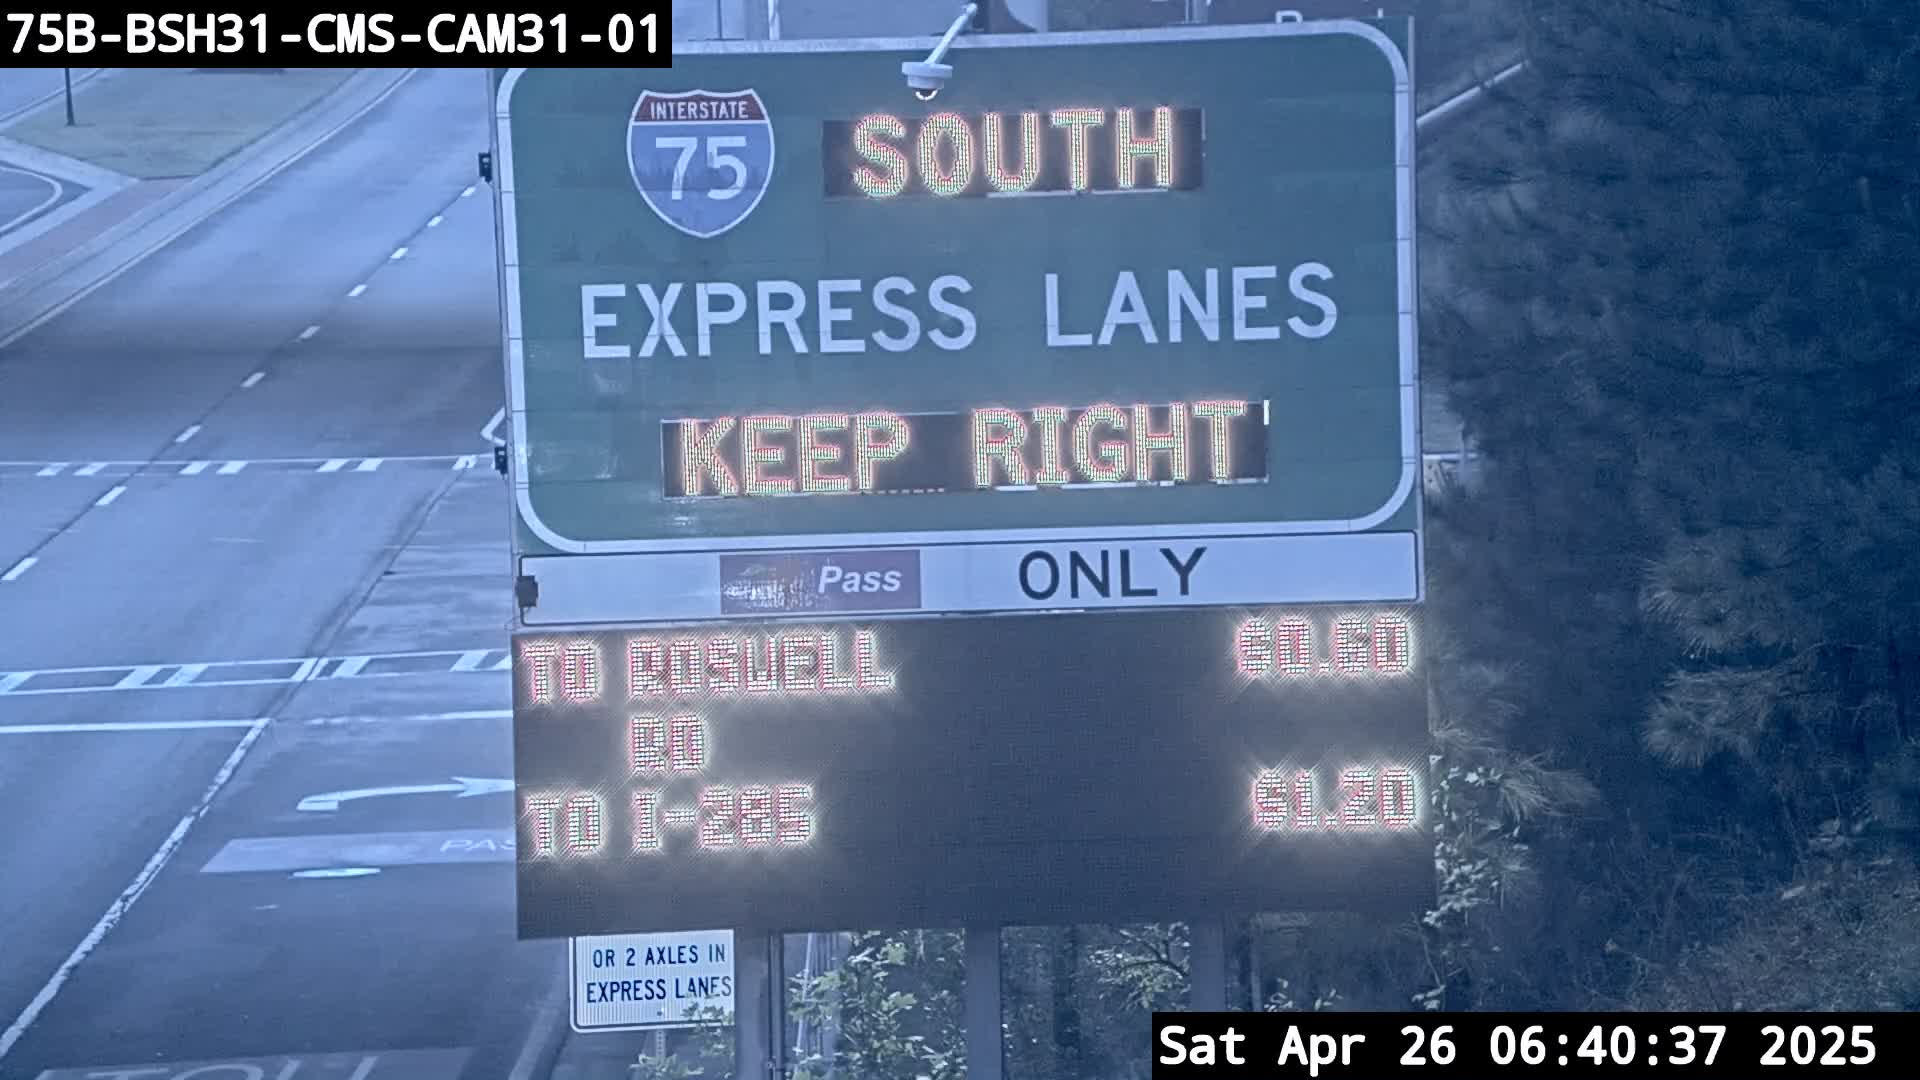 75B-BSH31-CMS-CAM31-01
INTERSTATE
75
SOUTH
EXPRESS LANES
KEEP RIGHT
Pass ONLY
TO ROSWELL $0.60
RD
TO I-285 $1.20
OR 2 AXLES IN
EXPRESS LANES
TOLL
Sat Apr 26 06:40:37 2025